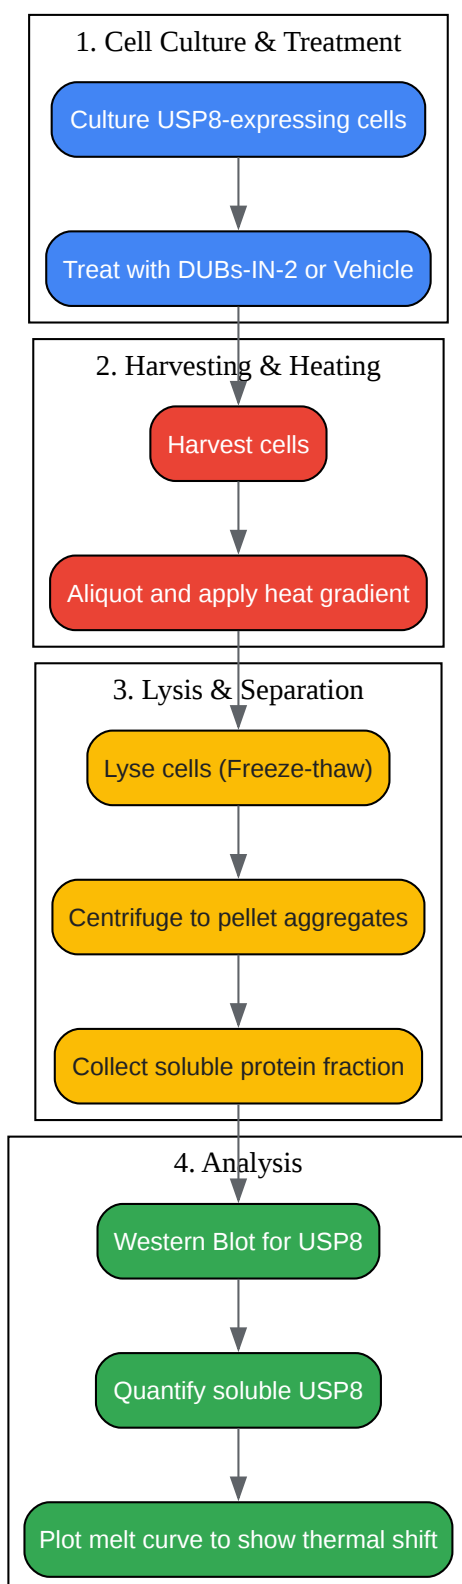 1. Cell Culture & Treatment
Culture USP8-expressing cells
Treat with DUBs-IN-2 or Vehicle
2. Harvesting & Heating
Harvest cells
Aliquot and apply heat gradient
3. Lysis & Separation
Lyse cells (Freeze-thaw)
Centrifuge to pellet aggregates
Collect soluble protein fraction
4. Analysis
Western Blot for USP8
Quantify soluble USP8
Plot melt curve to show thermal shift